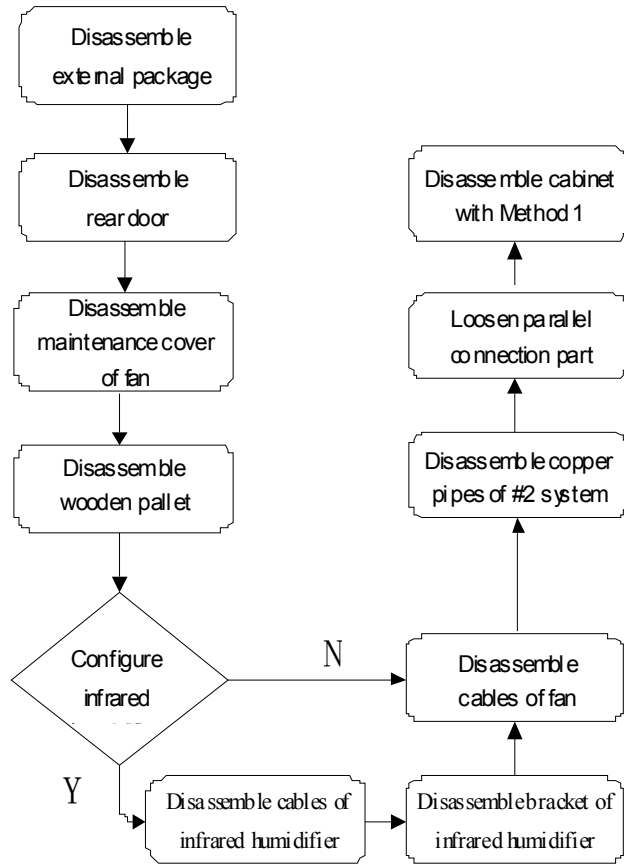 Disassemble
external package
Disassemble
rear door
Disassemble
maintenance cover
of fan
Disassemble
wooden pallet
Configure
infrared
N
Y
Disassemble cables of
infrared humidifier
Disassemble bracket of
infrared humidifier
Disassemble
cables of fan
Disassemble copper
pipes of #2 system
Loosen parallel
connection part
Disassemble cabinet
with Method 1